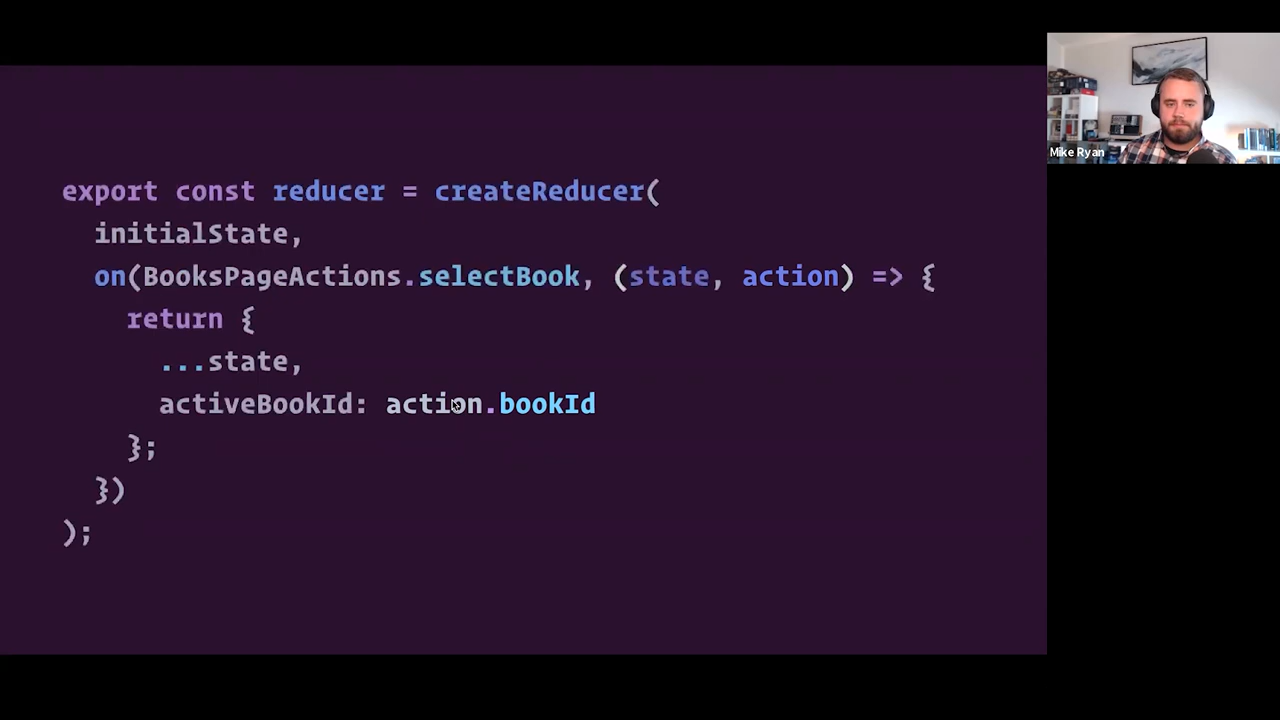 export const reducer = createReducer(
  initialState,
  on(BooksPageActions.selectBook, (state, action) => {
    return {
      ...state,
      activeBookId: action.bookId
    };
  })
);
Mike Ryan